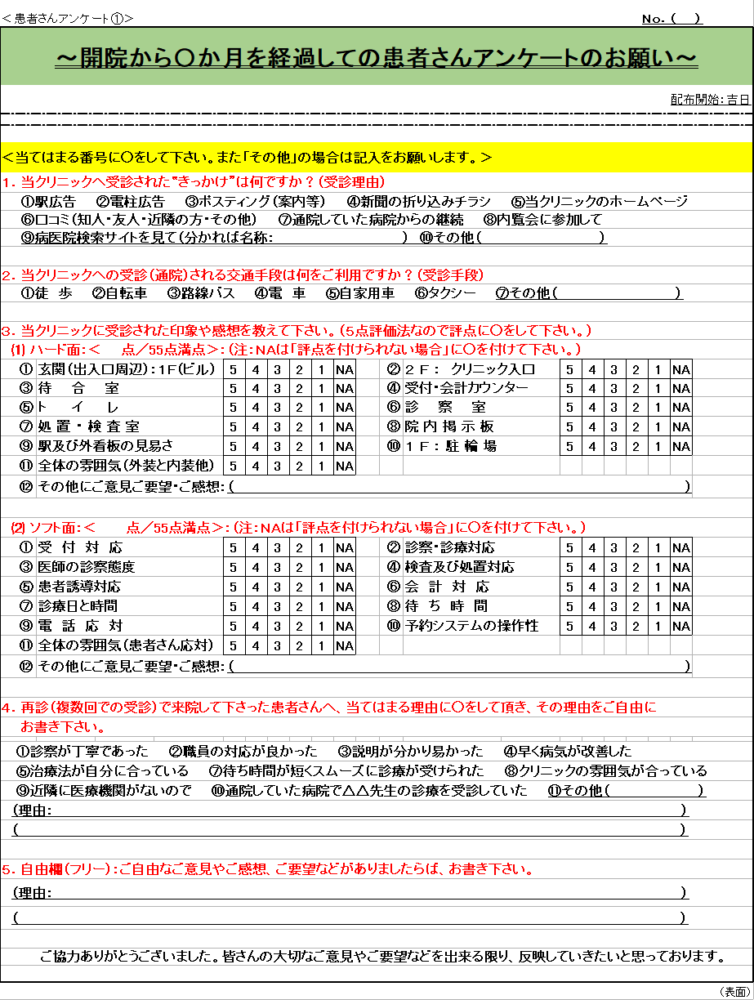 ＜患者さんアンケート①＞　No.（　）
～開院から〇か月を経過しての患者さんアンケートのお願い～
配布開始：吉日
＜当てはまる番号に〇をして下さい。また「その他」の場合は記入をお願いします。＞
１．当クリニックへ受診された“きっかけ”は何ですか？（受診理由）
①駅広告　②電柱広告　③ポスティング（案内等）　④新聞の折り込みチラシ　⑤当クリニックのホームページ
⑥口コミ（知人・友人・近隣の方・その他）　⑦通院していた病院からの継続　⑧内覧会に参加して
⑨病医院検索サイトを見て（分かれば名称：　　　　　　　）　⑩その他（　　　　　　　）
２．当クリニックへの受診（通院）される交通手段は何をご利用ですか？（受診手段）
①徒　歩　②自転車　③路線バス　④電　車　⑤自家用車　⑥タクシー　⑦その他（　　　　　　　）
３．当クリニックに受診された印象や感想を教えて下さい。（５点評価法なので評点に〇をして下さい。）
(1) ハード面：＜　　点／55点満点＞：（注：ＮＡは「評点を付けられない場合」に〇を付けて下さい。）
① 玄関（出入口周辺）：１Ｆ（ビル） 5 4 3 2 1 NA　② ２Ｆ： クリニック入口 5 4 3 2 1 NA
③ 待　合　室 5 4 3 2 1 NA　④ 受付・会計カウンター 5 4 3 2 1 NA
⑤ ト　イ　レ 5 4 3 2 1 NA　⑥ 診　察　室 5 4 3 2 1 NA
⑦ 処置・検査室 5 4 3 2 1 NA　⑧ 院内掲示板 5 4 3 2 1 NA
⑨ 駅及び外看板の見易さ 5 4 3 2 1 NA　⑩ １Ｆ：駐輪場 5 4 3 2 1 NA
⑪ 全体の雰囲気（外装と内装他） 5 4 3 2 1 NA
⑫ その他にご意見ご要望・ご感想：（　　　　　　　）
(2) ソフト面：＜　　点／55点満点＞：（注：ＮＡは「評点を付けられない場合」に〇を付けて下さい。）
① 受 付 対 応 5 4 3 2 1 NA　② 診察・診療対応 5 4 3 2 1 NA
③ 医師の診察態度 5 4 3 2 1 NA　④ 検査及び処置対応 5 4 3 2 1 NA
⑤ 患者誘導対応 5 4 3 2 1 NA　⑥ 会 計 対 応 5 4 3 2 1 NA
⑦ 診療日と時間 5 4 3 2 1 NA　⑧ 待 ち 時 間 5 4 3 2 1 NA
⑨ 電 話 応 対 5 4 3 2 1 NA　⑩ 予約システムの操作性 5 4 3 2 1 NA
⑪ 全体の雰囲気（患者さん応対） 5 4 3 2 1 NA
⑫ その他にご意見ご要望・ご感想：（　　　　　　　）
４．再診（複数回での受診）で来院して下さった患者さんへ、当てはまる理由に〇をして頂き、その理由をご自由に
お書き下さい。
①診察が丁寧であった　②職員の対応が良かった　③説明が分かり易かった　④早く病気が改善した
⑤治療法が自分に合っている　⑦待ち時間が短くスムーズに診療が受けられた　⑧クリニックの雰囲気が合っている
⑨近隣に医療機関がないので　⑩通院していた病院で△△先生の診療を受診していた　⑪その他（　　　　　　　）
（理由：　　　　　　　）
（　　　　　　　）
５．自由欄（フリー）：ご自由なご意見やご感想、ご要望などがありましたらば、お書き下さい。
（理由：　　　　　　　）
（　　　　　　　）
ご協力ありがとうございました。皆さんの大切なご意見やご要望などを出来る限り、反映していきたいと思っております。
（表面）